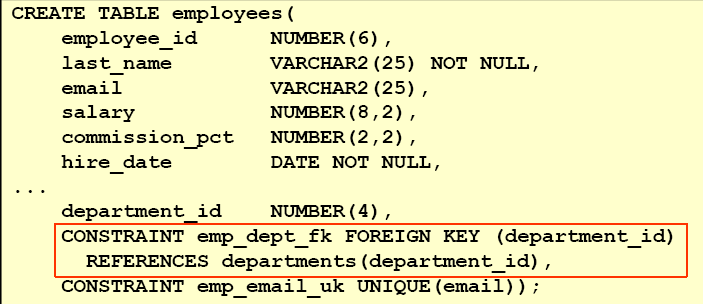 CREATE TABLE employees(
employee_id NUMBER(6),
last_name VARCHAR2(25) NOT NULL,
email VARCHAR2(25),
salary NUMBER(8,2),
commission_pct NUMBER(2,2),
hire_date DATE NOT NULL,
...
department_id NUMBER(4),
CONSTRAINT emp_dept_fk FOREIGN KEY (department_id)
REFERENCES departments(department_id),
CONSTRAINT emp_email_uk UNIQUE(email));